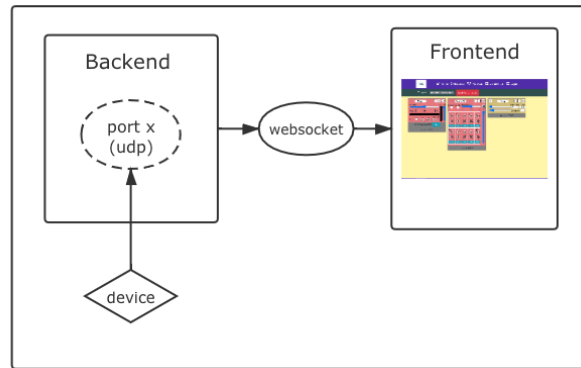 Backend
port x
(udp)
websocket
Frontend
device